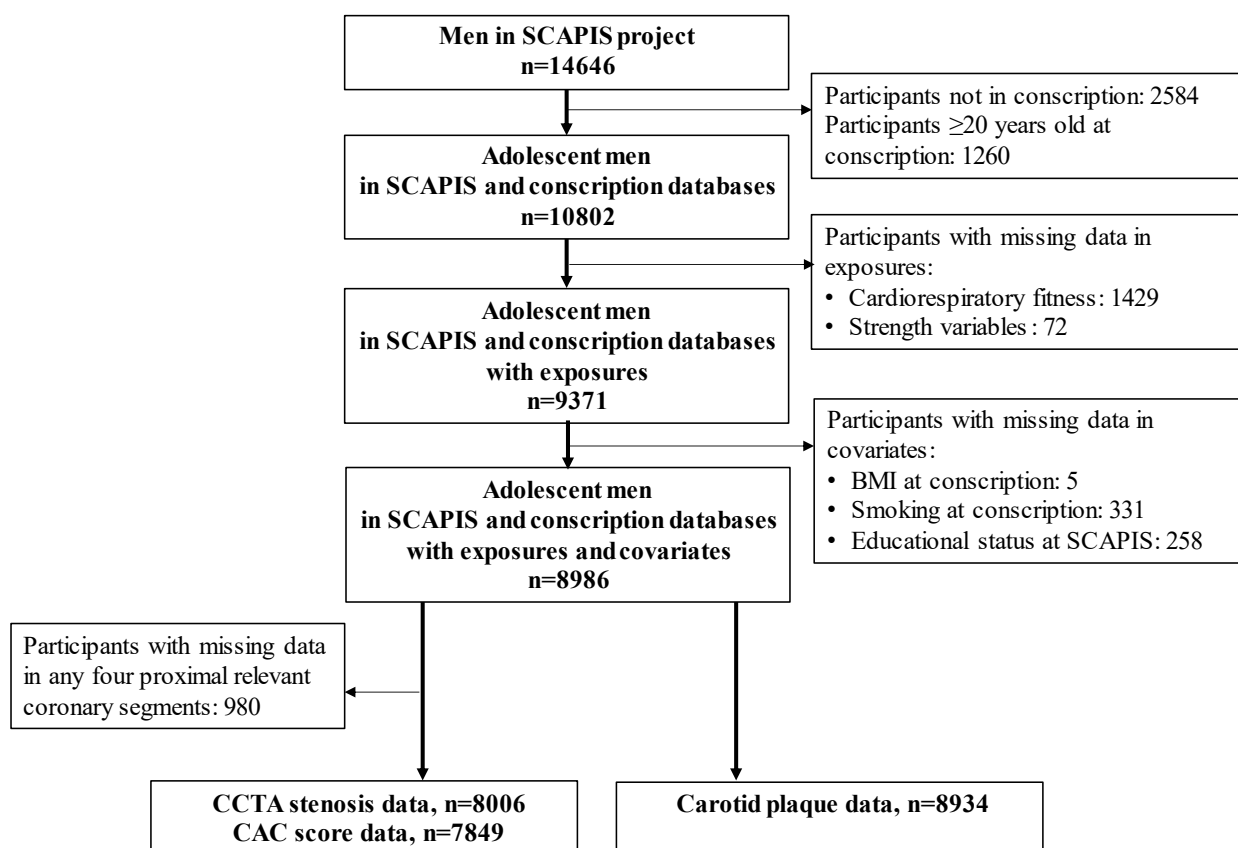 Men in SCAPIS project
n=14646
Participants not in conscription: 2584
Participants ≥20 years old at
conscription: 1260
Adolescent men
in SCAPIS and conscription databases
n=10802
Participants with missing data in
exposures:
• Cardiorespiratory fitness: 1429
• Strength variables: 72
Adolescent men
in SCAPIS and conscription databases
with exposures
n=9371
Participants with missing data in
covariates:
• BMI at conscription: 5
• Smoking at conscription: 331
• Educational status at SCAPIS: 258
Adolescent men
in SCAPIS and conscription databases
with exposures and covariates
n=8986
Participants with missing data
in any four proximal relevant
coronary segments: 980
CCTA stenosis data, n=8006
CAC score data, n=7849
Carotid plaque data, n=8934